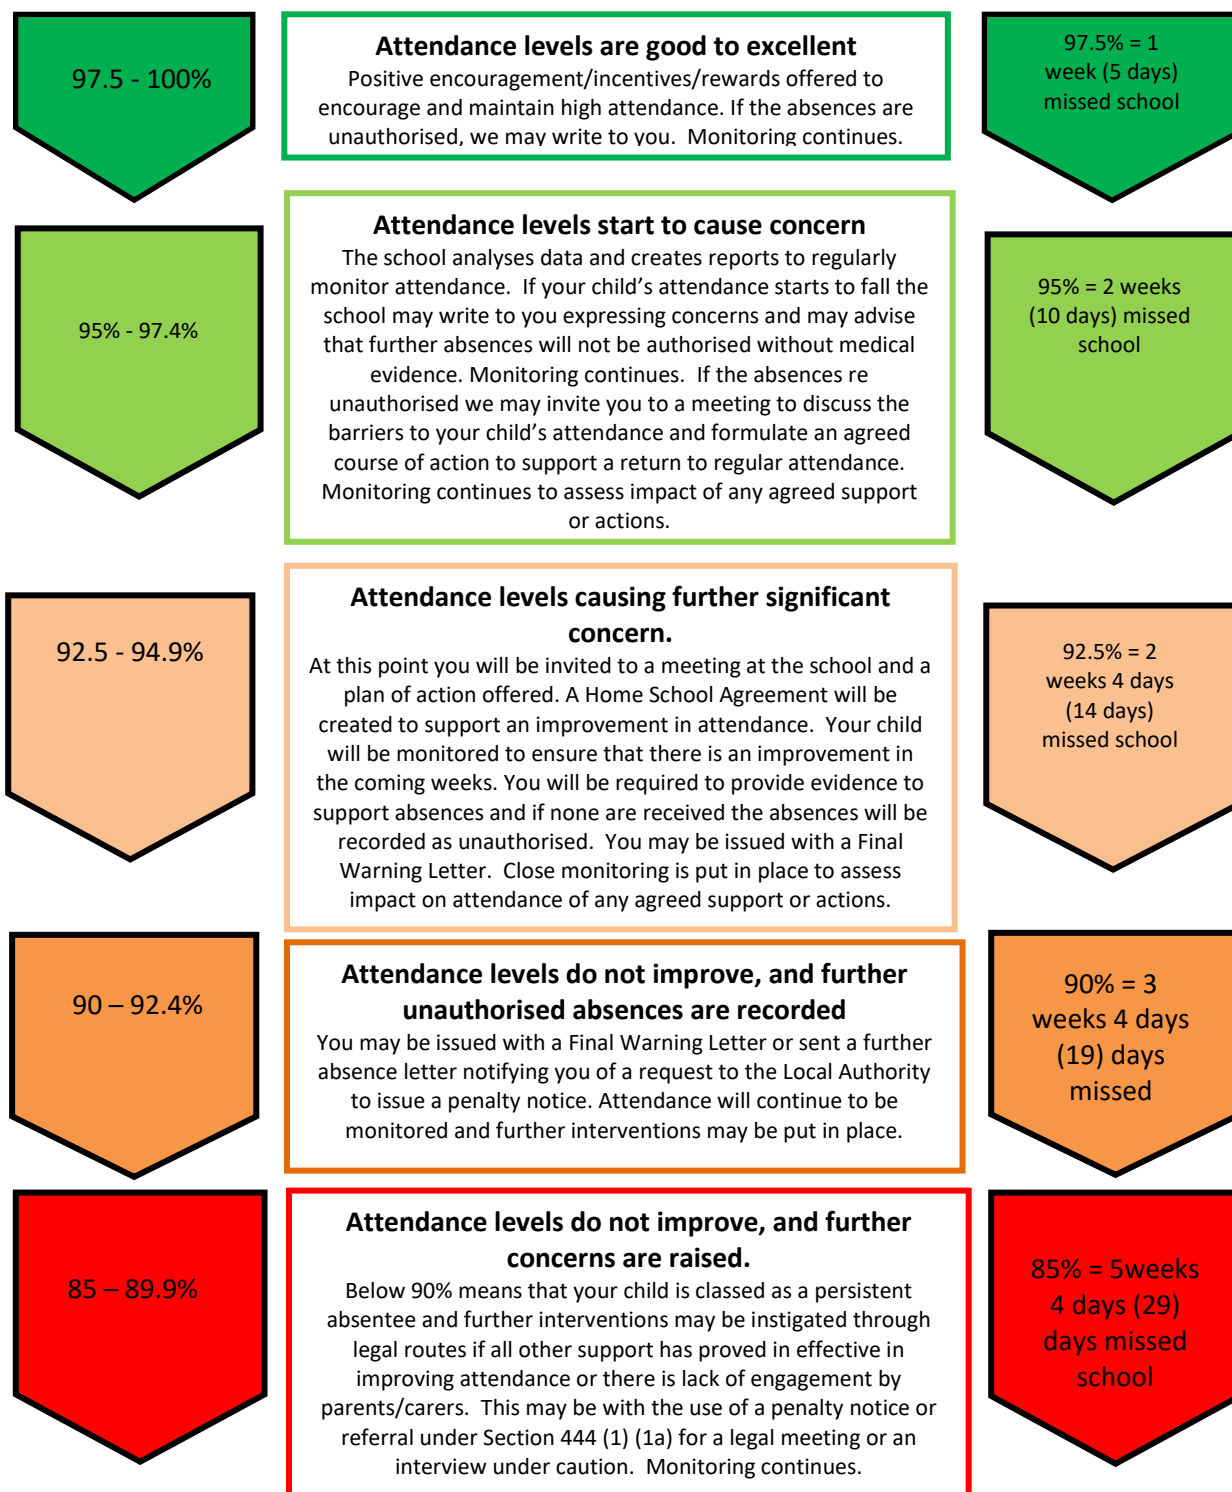 97.5 - 100%
Attendance levels are good to excellent
Positive encouragement/incentives/rewards offered to
encourage and maintain high attendance. If the absences are
unauthorised, we may write to you.  Monitoring continues.
97.5% = 1
week (5 days)
missed school
95% - 97.4%
Attendance levels start to cause concern
The school analyses data and creates reports to regularly
monitor attendance.  If your child’s attendance starts to fall the
school may write to you expressing concerns and may advise
that further absences will not be authorised without medical
evidence. Monitoring continues.  If the absences re
unauthorised we may invite you to a meeting to discuss the
barriers to your child’s attendance and formulate an agreed
course of action to support a return to regular attendance.
Monitoring continues to assess impact of any agreed support
or actions.
95% = 2 weeks
(10 days) missed
school
92.5 - 94.9%
Attendance levels causing further significant
concern.
At this point you will be invited to a meeting at the school and a
plan of action offered. A Home School Agreement will be
created to support an improvement in attendance.  Your child
will be monitored to ensure that there is an improvement in
the coming weeks. You will be required to provide evidence to
support absences and if none are received the absences will be
recorded as unauthorised.  You may be issued with a Final
Warning Letter.  Close monitoring is put in place to assess
impact on attendance of any agreed support or actions.
92.5% = 2
weeks 4 days
(14 days)
missed school
90 – 92.4%
Attendance levels do not improve, and further
unauthorised absences are recorded
You may be issued with a Final Warning Letter or sent a further
absence letter notifying you of a request to the Local Authority
to issue a penalty notice. Attendance will continue to be
monitored and further interventions may be put in place.
90% = 3
weeks 4 days
(19) days
missed
85 – 89.9%
Attendance levels do not improve, and further
concerns are raised.
Below 90% means that your child is classed as a persistent
absentee and further interventions may be instigated through
legal routes if all other support has proved in effective in
improving attendance or there is lack of engagement by
parents/carers.  This may be with the use of a penalty notice or
referral under Section 444 (1) (1a) for a legal meeting or an
interview under caution.  Monitoring continues.
85% = 5weeks
4 days (29)
days missed
school